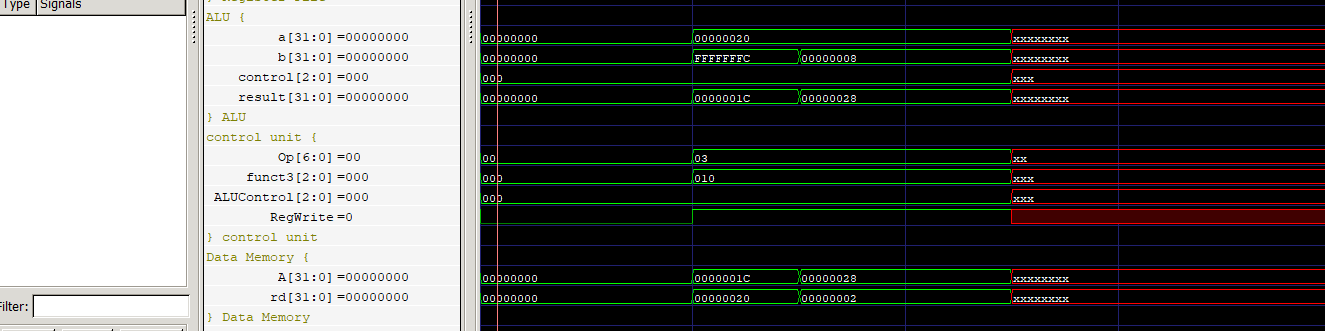 Type Signals
ALU {
a[31:0] =00000000 00000000 00000020 xxxxxxxx
b[31:0] =00000000 00000000 FFFFFFFC 00000008 xxxxxxxx
control[2:0] =000 000 xxx
result[31:0] =00000000 00000000 0000001C 00000028 xxxxxxxx
} ALU
control unit {
Op[6:0] =00 00 03 xx
funct3[2:0] =000 000 010 xxx
ALUControl[2:0] =000 000 xxx
RegWrite =0
} control unit
Data Memory {
A[31:0] =00000000 00000000 0000001C 00000028 xxxxxxxx
rd[31:0] =00000000 00000000 00000020 00000002 xxxxxxxx
Filter:
} Data Memory